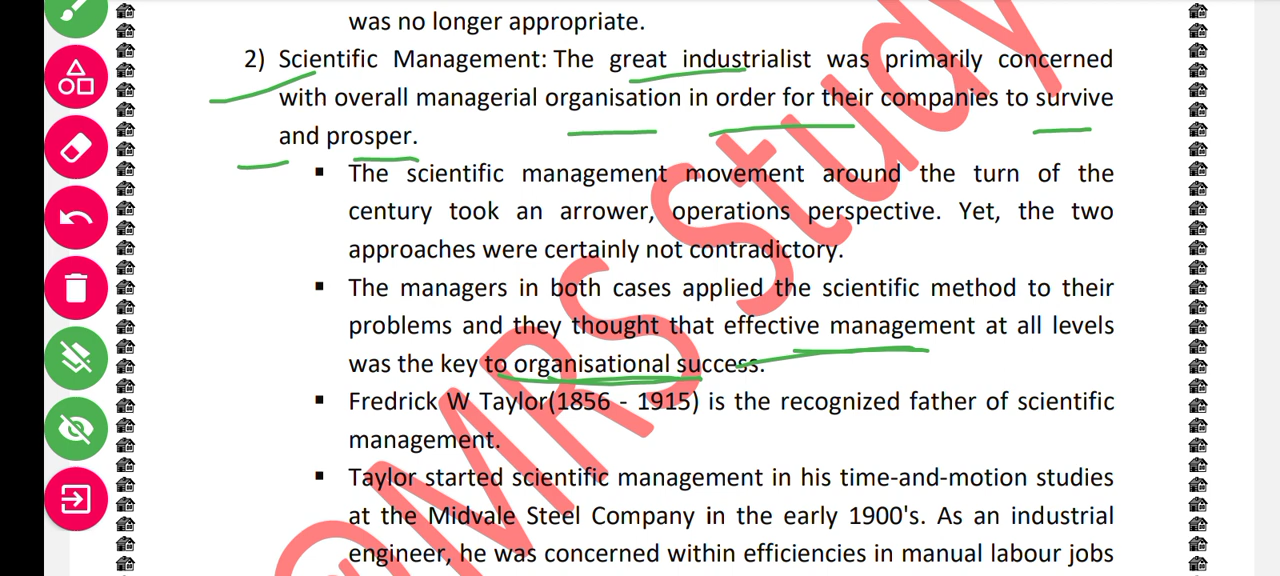 was no longer appropriate.
2) Scientific Management: The great industrialist was primarily concerned
with overall managerial organisation in order for their companies to survive
and prosper.
▪ The scientific management movement around the turn of the
century took an arrower, operations perspective. Yet, the two
approaches were certainly not contradictory.
▪ The managers in both cases applied the scientific method to their
problems and they thought that effective management at all levels
was the key to organisational success.
▪ Fredrick W Taylor(1856 - 1915) is the recognized father of scientific
management.
▪ Taylor started scientific management in his time-and-motion studies
at the Midvale Steel Company in the early 1900's. As an industrial
engineer, he was concerned within efficiencies in manual labour jobs
@MRS Study